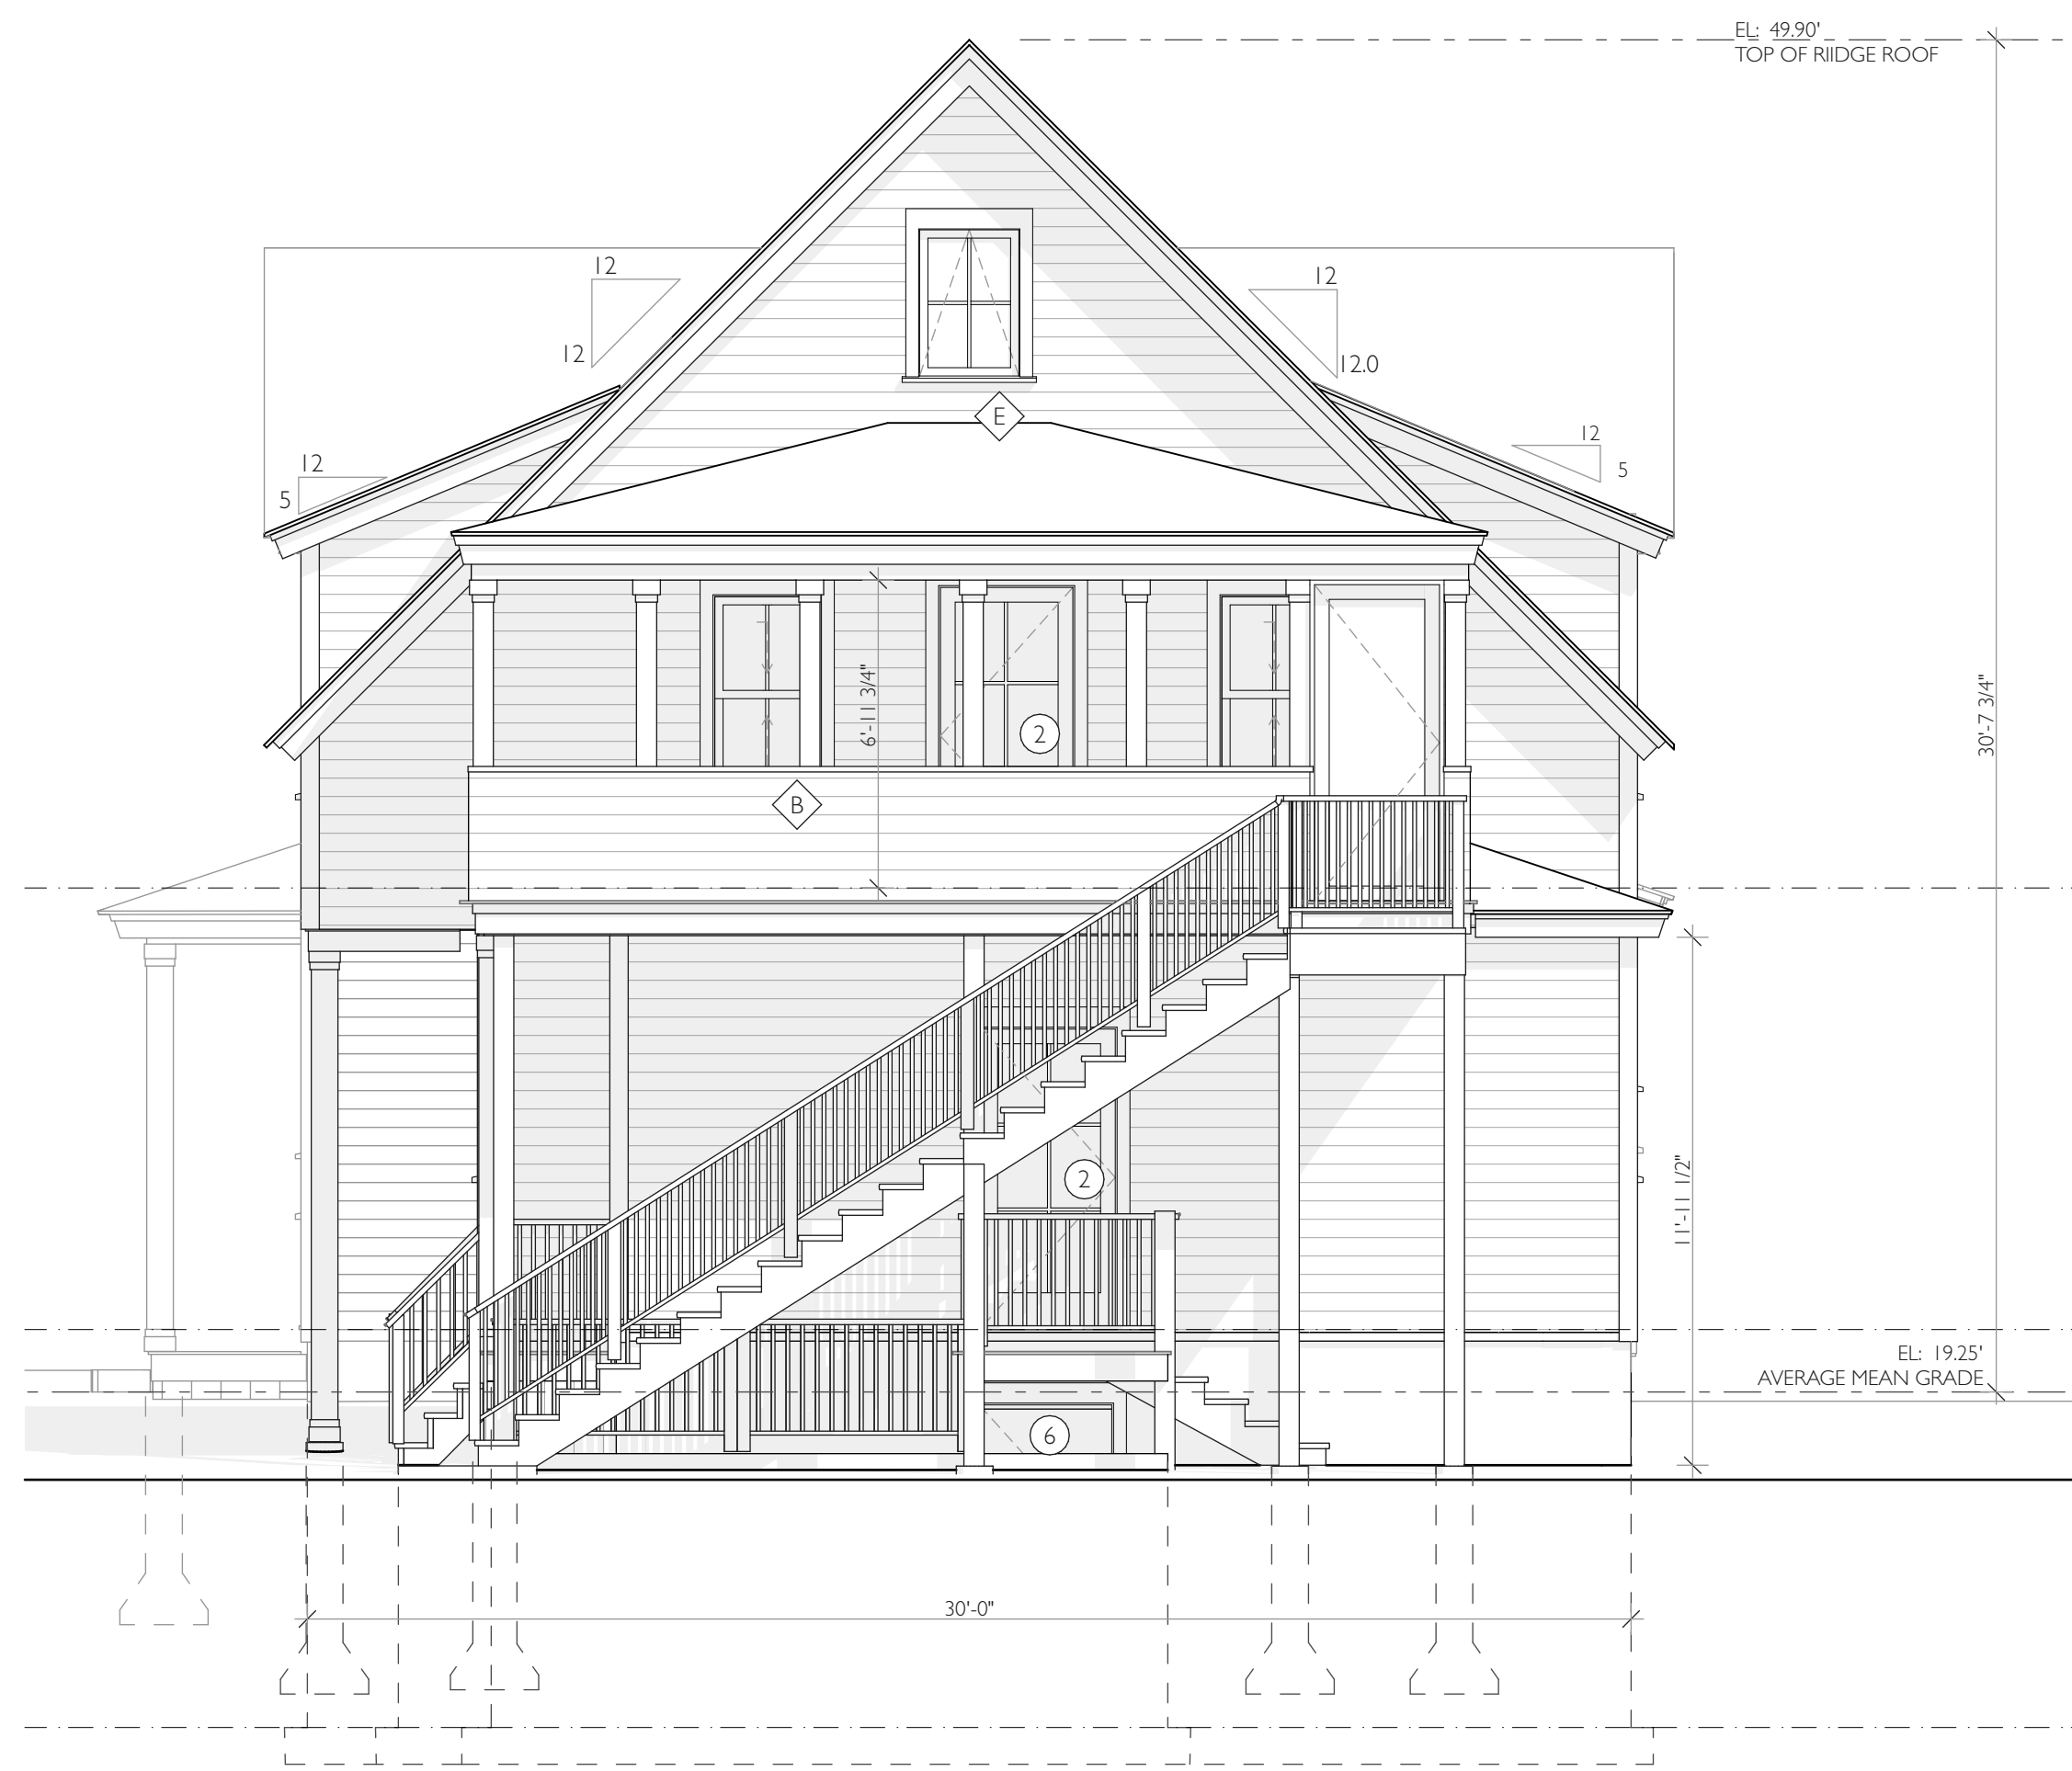 EL: 49.90'
TOP OF RIIDGE ROOF
12
12
12
12.0
E
12
5
12
5
6'-11 3/4"
2
30'-7 3/4"
B
2
11'-11 1/2"
EL: 19.25'
AVERAGE MEAN GRADE
6
30'-0"